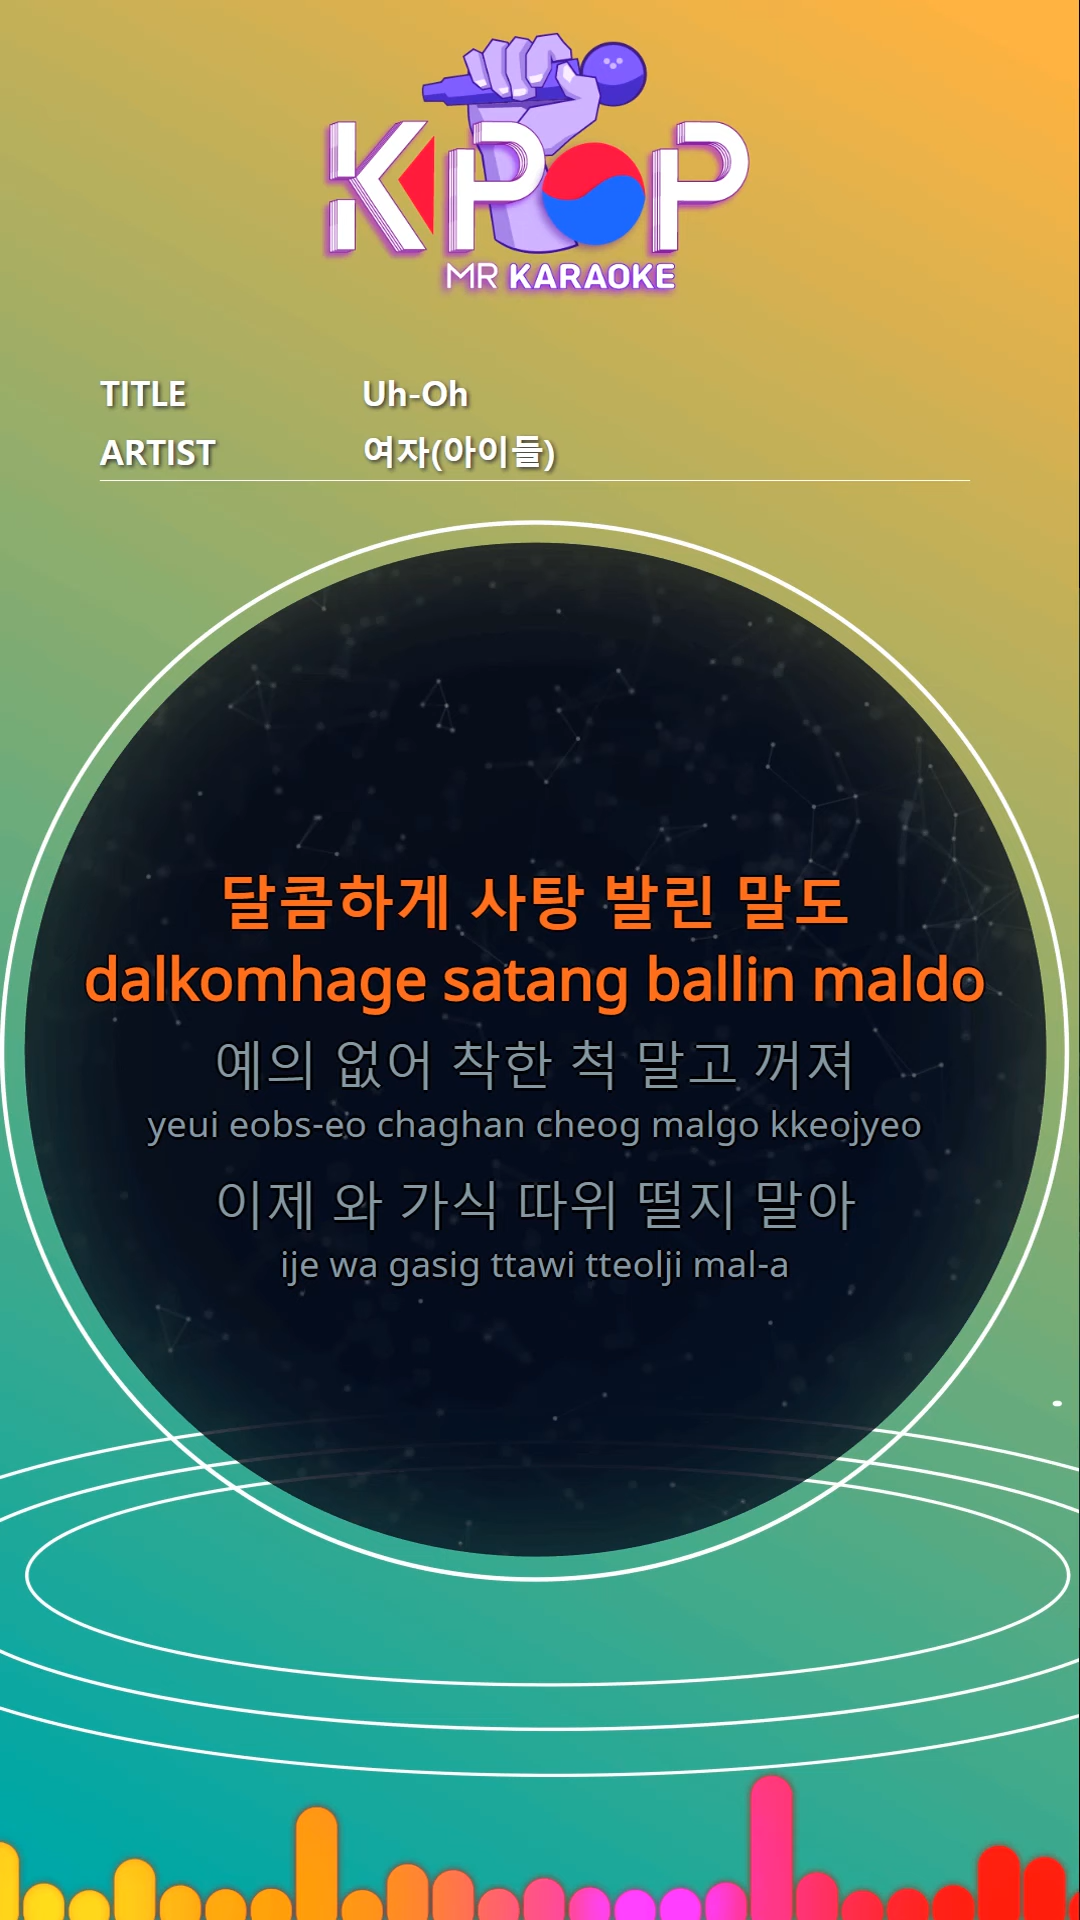 KPOP
MR KARAOKE
TITLE Uh-Oh
ARTIST 여자(아이들)
달콤하게 사탕 발린 말도
dalkomhage satang ballin maldo
예의 없어 착한 척 말고 꺼져
yeui eobs-eo chaghan cheog malgo kkeojyeo
이제 와 가식 따위 떨지 말아
ije wa gasig ttawi tteolji mal-a